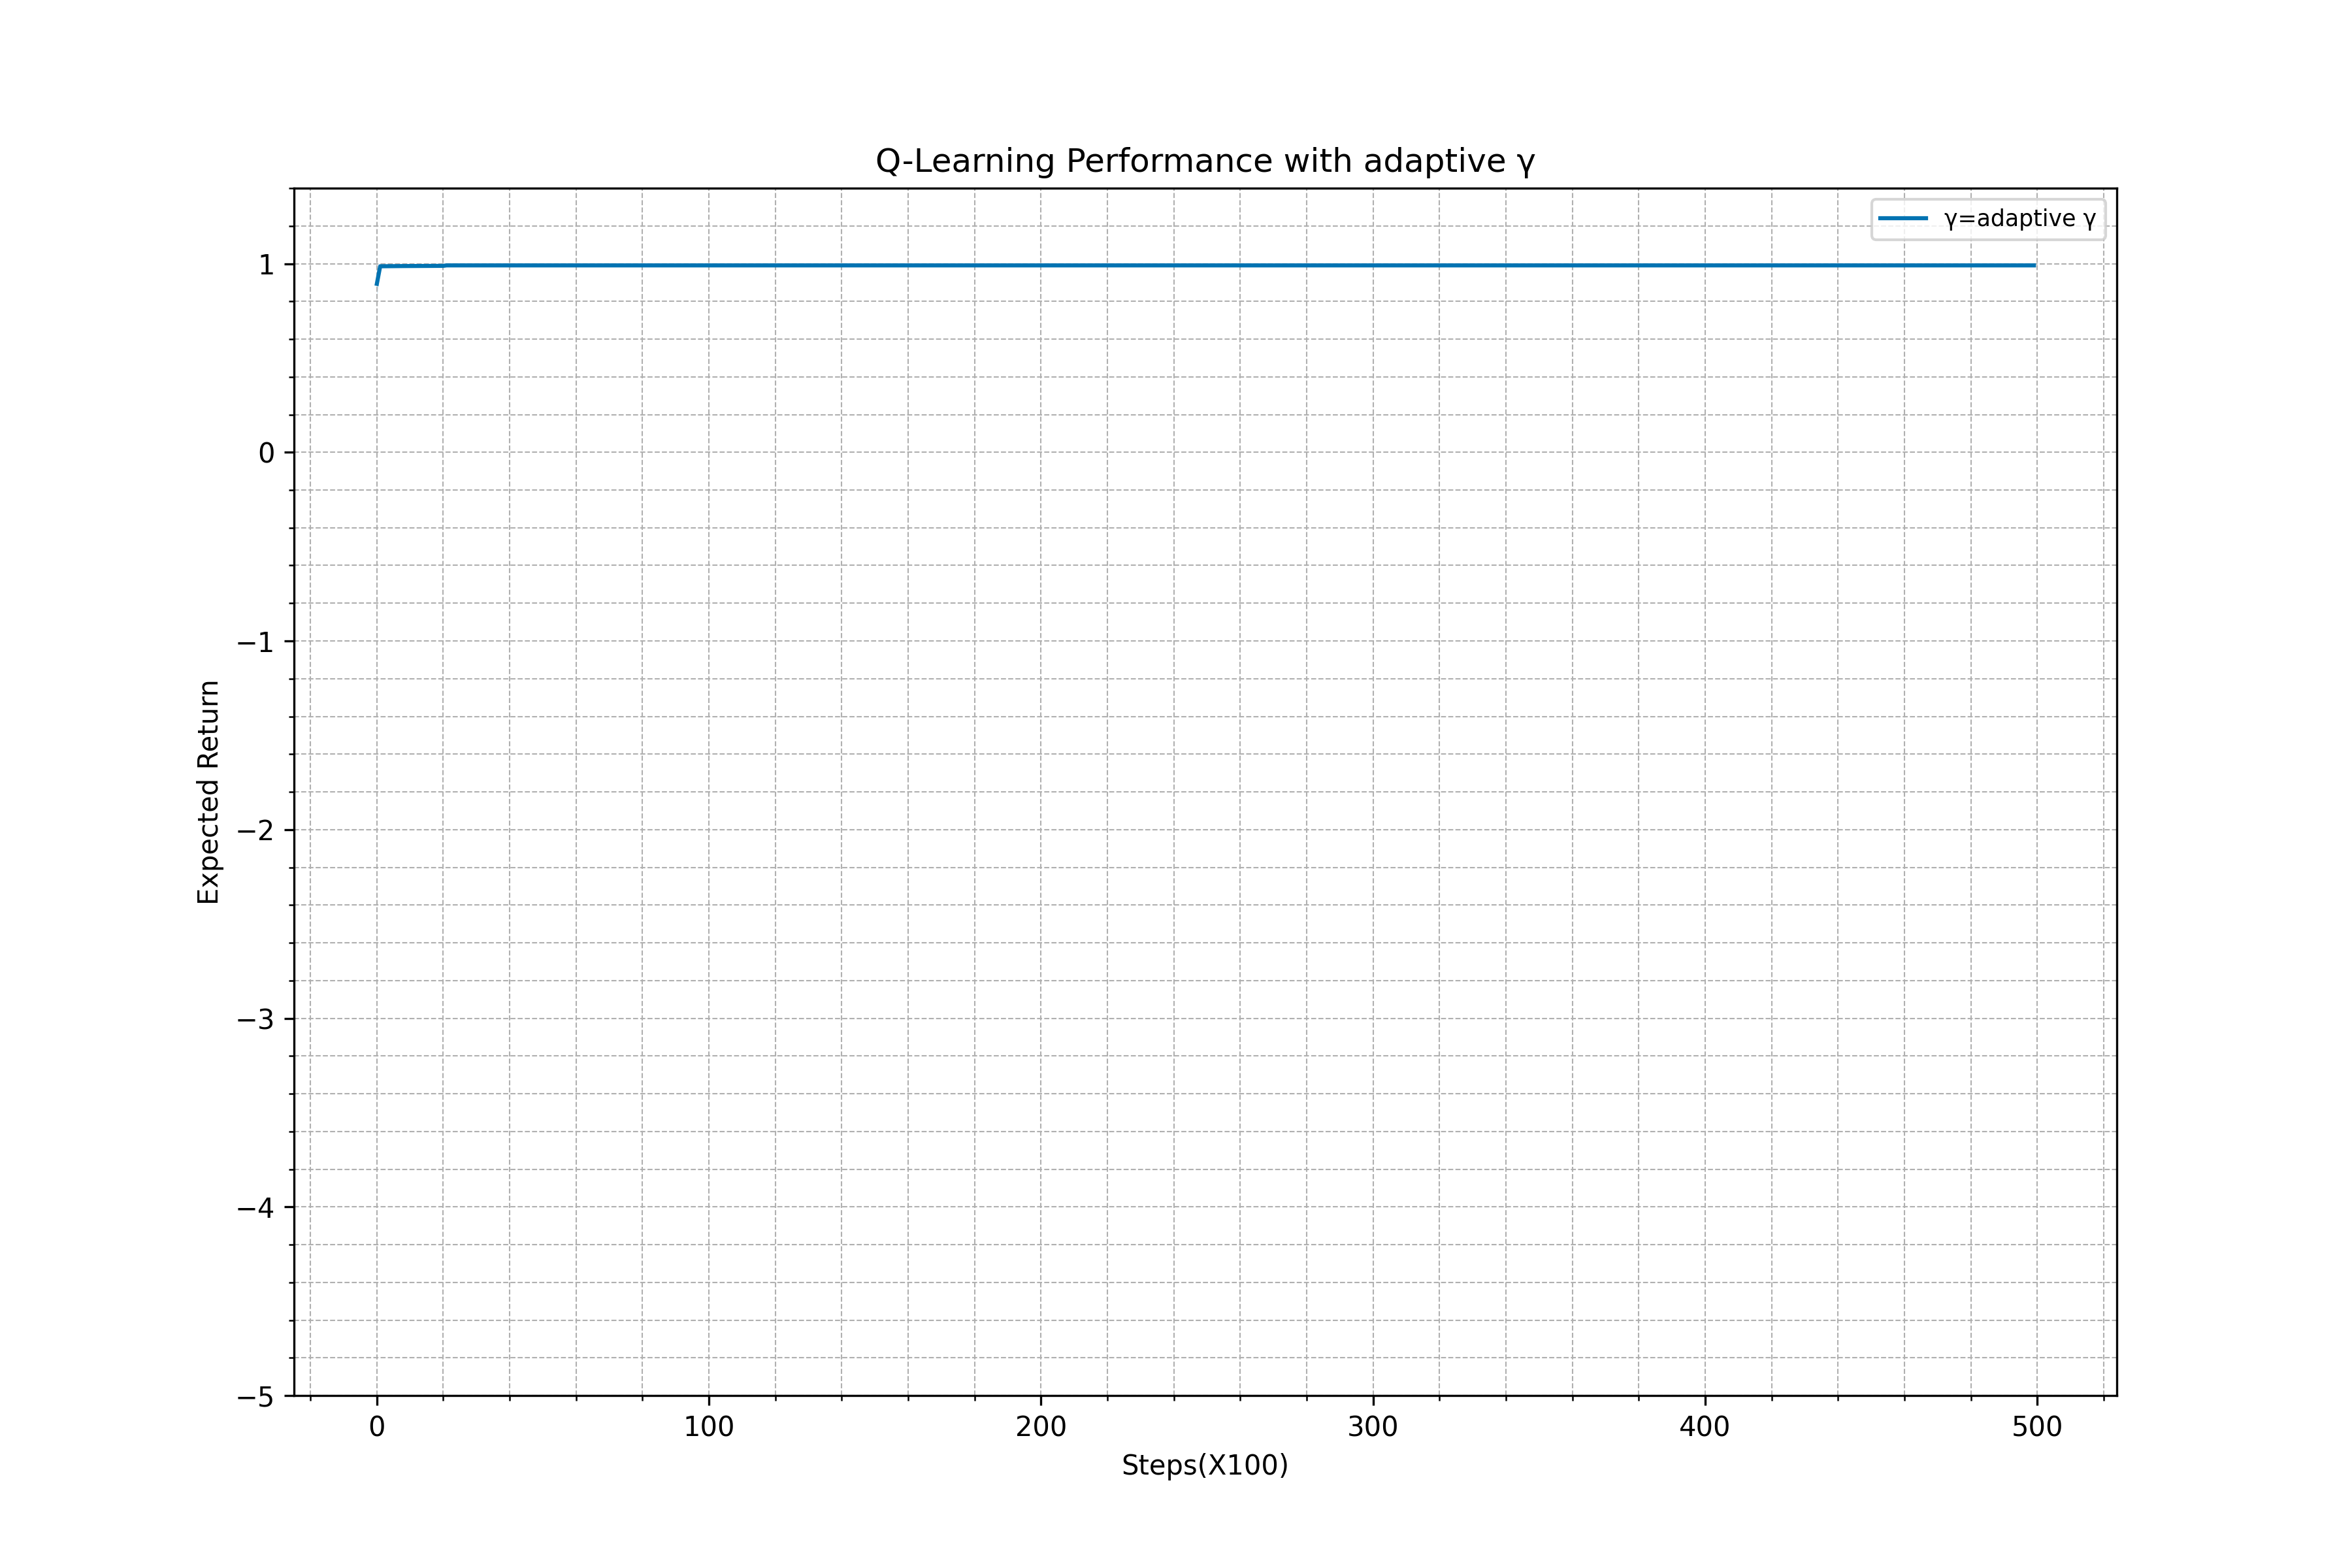 Q-Learning Performance with adaptive γ
γ=adaptive γ
1
0
−1
−2
−3
−4
−5
Expected Return
0 100 200 300 400 500
Steps(X100)